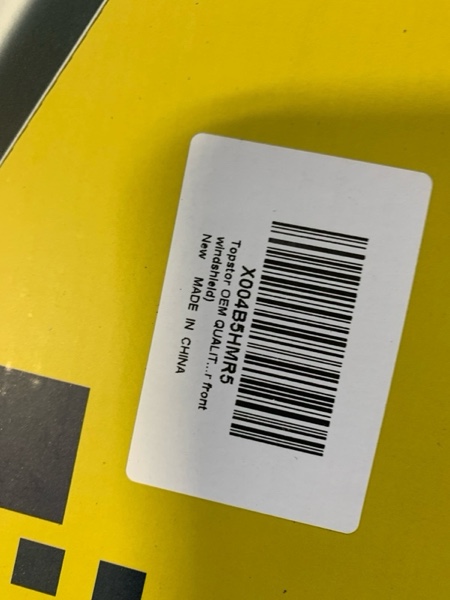 X004B5HMR5
Topstor OEM QUALIT...r front
windshield)
New MADE IN CHINA